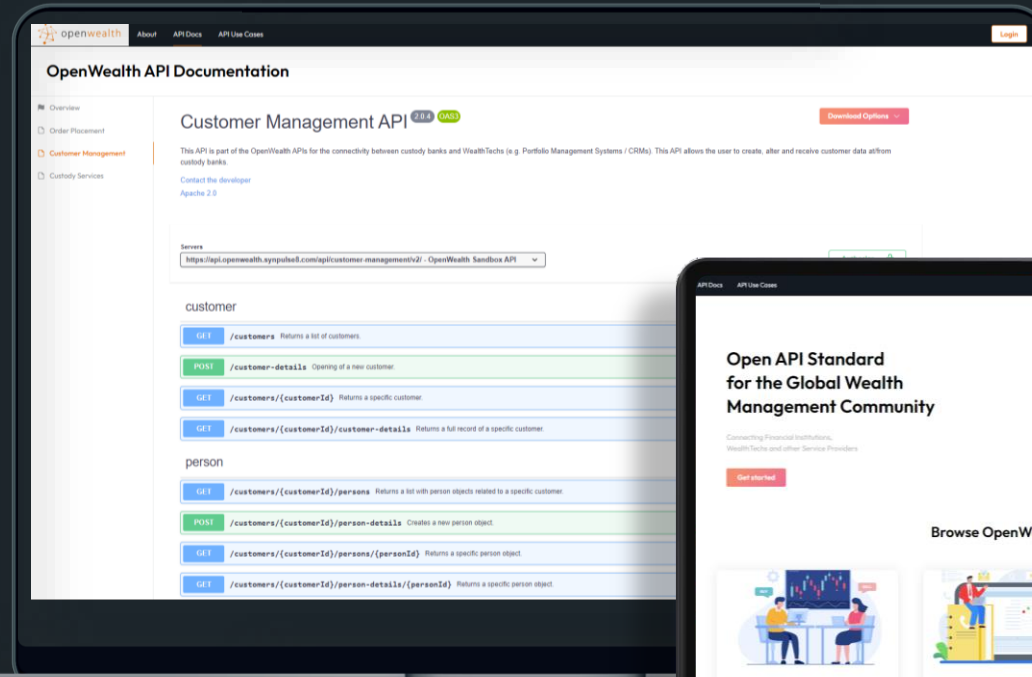 openwealth About API Docs API Use Cases Login
OpenWealth API Documentation
Overview
Order Placement
Customer Management
Custody Services
Customer Management API 2.0.4 OAS3
Download Options
This API is part of the OpenWealth APIs for the connectivity between custody banks and WealthTechs (e.g. Portfolio Management Systems / CRMs). This API allows the user to create, alter and receive customer data at/from
custody banks.
Contact the developer
Apache 2.0
Servers
https://api.openwealth.synpulse8.com/api/customer-management/v2/ - OpenWealth Sandbox API
customer
GET /customers Returns a list of customers.
POST /customer-details Opening of a new customer.
GET /customers/{customerId} Returns a specific customer.
GET /customers/{customerId}/customer-details Returns a full record of a specific customer.
person
GET /customers/{customerId}/persons Returns a list with person objects related to a specific customer.
POST /customers/{customerId}/person-details Creates a new person object.
GET /customers/{customerId}/persons/{personId} Returns a specific person object.
GET /customers/{customerId}/person-details/{personId} Returns a specific person object.
API Docs API Use Cases
Open API Standard
for the Global Wealth
Management Community
Connecting Financial Institutions,
WealthTechs and other Service Providers
Get started
Browse OpenW